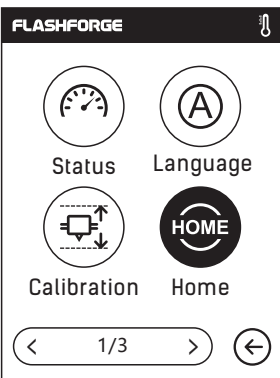 FLASHFORGE
A
Status Language
HOME
Calibration Home
< 1/3 >